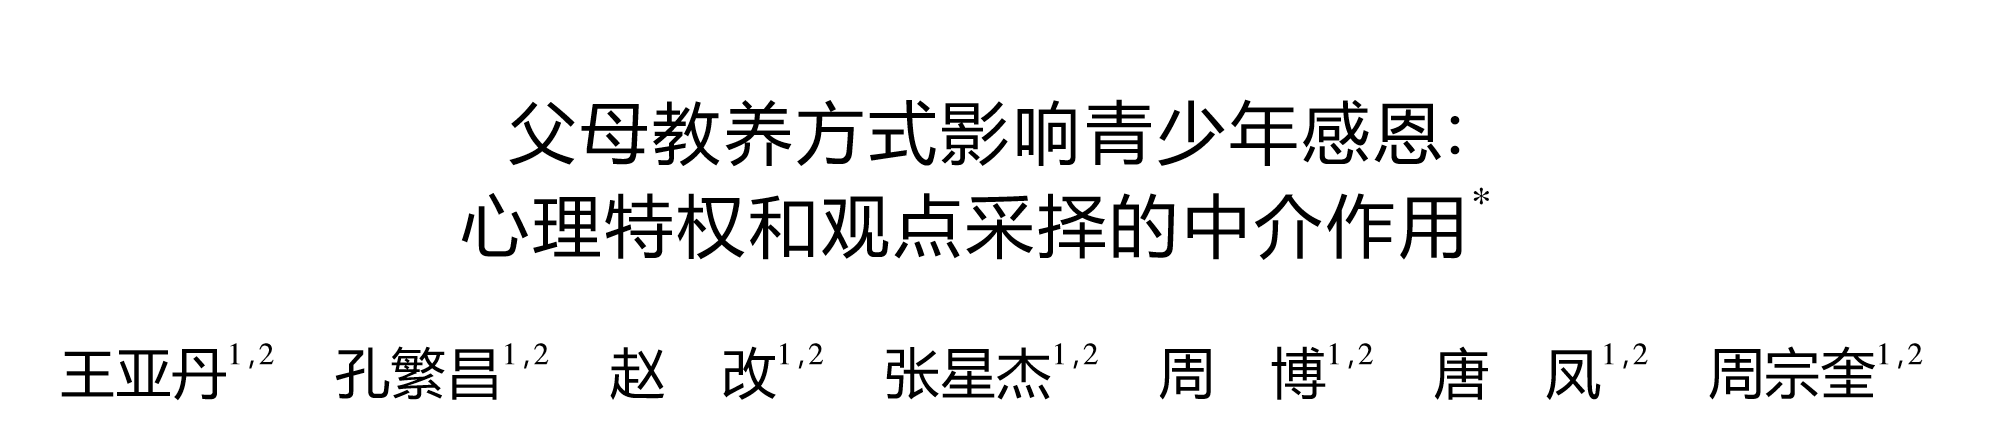 父母教养方式影响青少年感恩:
心理特权和观点采择的中介作用*
王亚丹1,2 孔繁昌1,2 赵 改1,2 张星杰1,2 周 博1,2 唐 凤1,2 周宗奎1,2